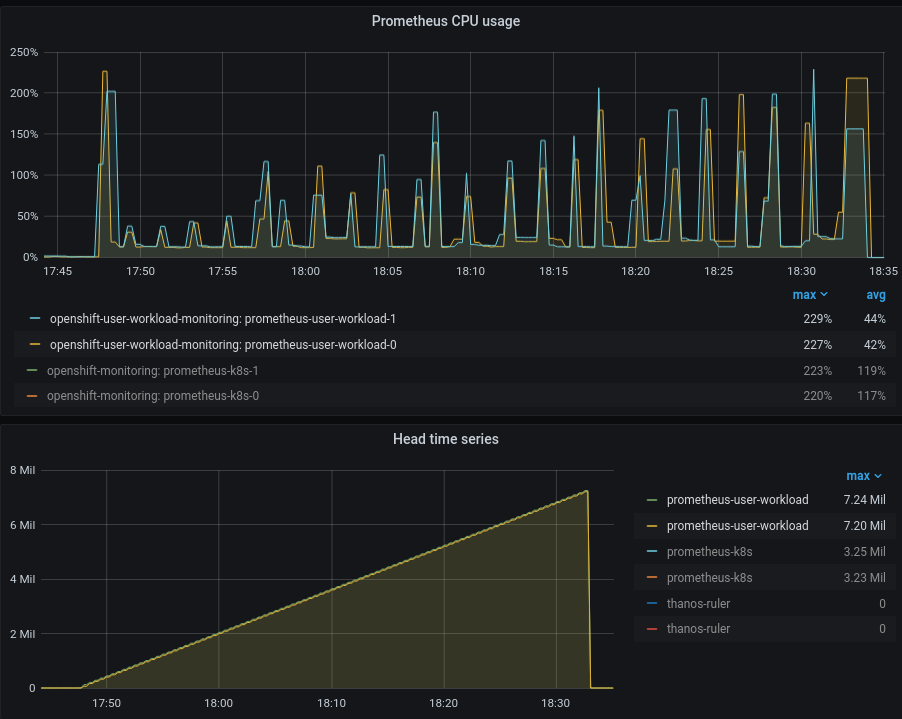 Prometheus CPU usage
250%
200%
150%
100%
50%
0%
17:45 17:50 17:55 18:00 18:05 18:10 18:15 18:20 18:25 18:30 18:35
max avg
openshift-user-workload-monitoring: prometheus-user-workload-1 229% 44%
openshift-user-workload-monitoring: prometheus-user-workload-0 227% 42%
openshift-monitoring: prometheus-k8s-1 223% 119%
openshift-monitoring: prometheus-k8s-0 220% 117%
Head time series
8 Mil
6 Mil
4 Mil
2 Mil
0
17:50 18:00 18:10 18:20 18:30
max
prometheus-user-workload 7.24 Mil
prometheus-user-workload 7.20 Mil
prometheus-k8s 3.25 Mil
prometheus-k8s 3.23 Mil
thanos-ruler 0
thanos-ruler 0